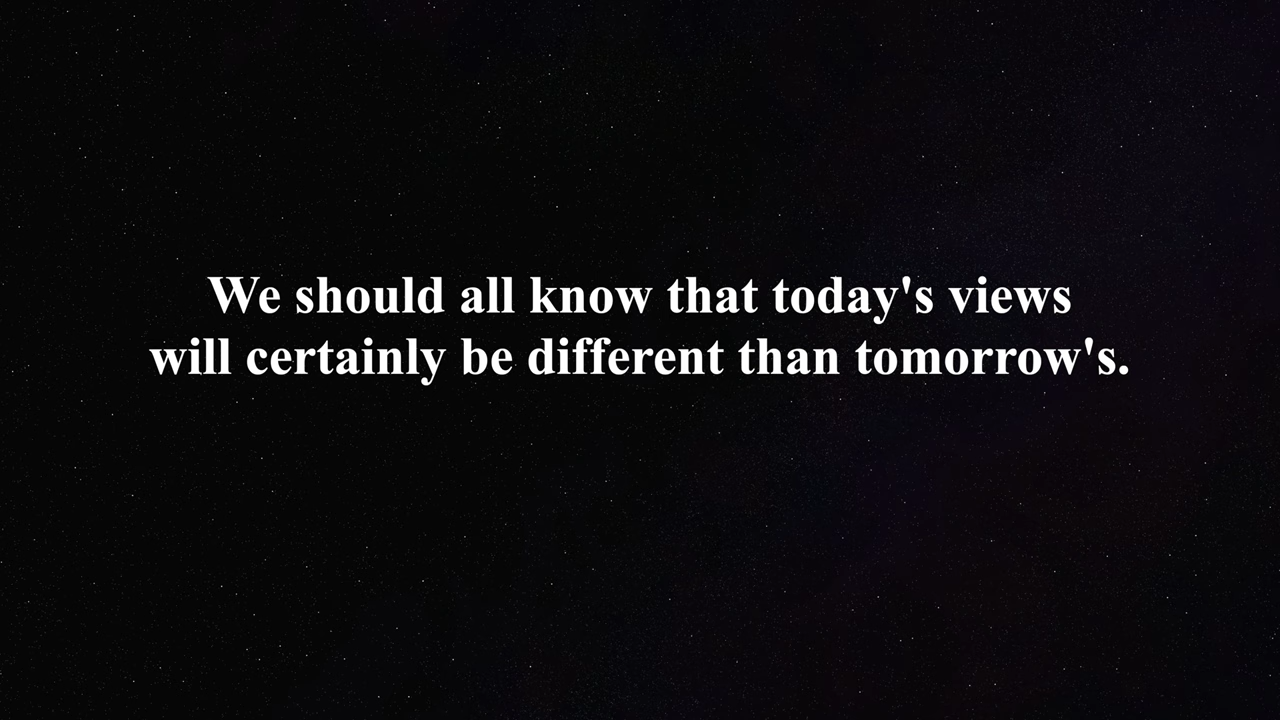 We should all know that today's views
will certainly be different than tomorrow's.